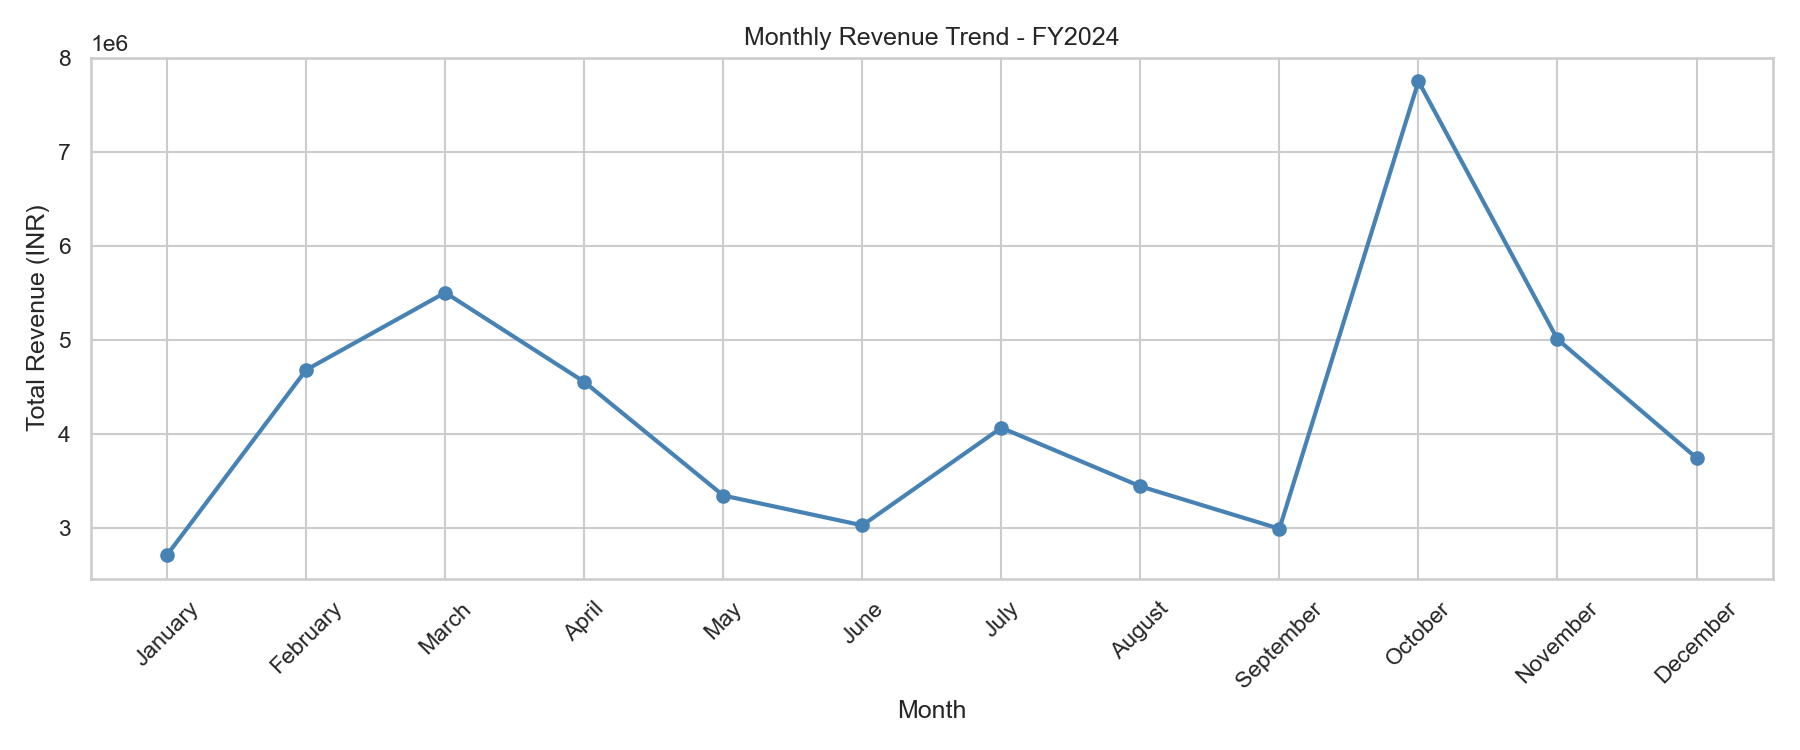 Monthly Revenue Trend - FY2024
1e6
8
7
6
5
4
3
Total Revenue (INR)
January
February
March
April
May
June
July
August
September
October
November
December
Month